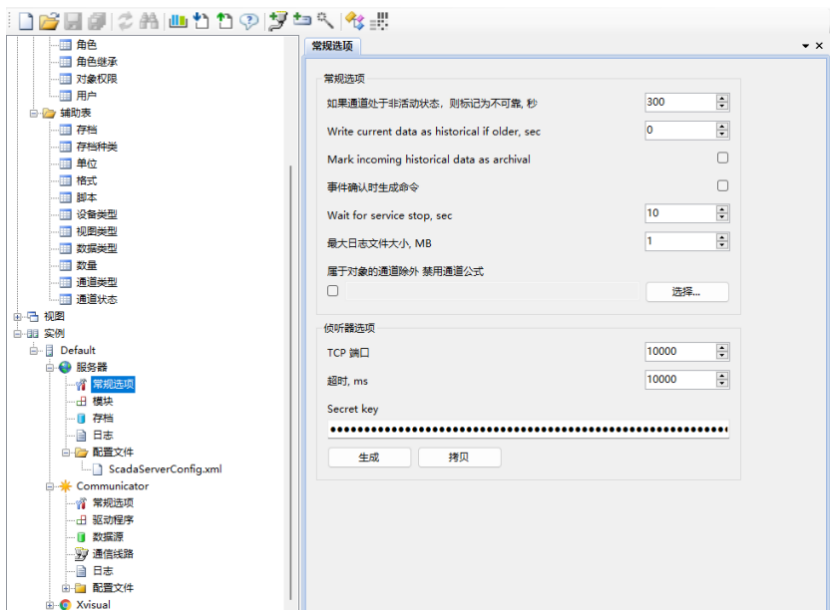 角色
角色继承
对象权限
用户
辅助表
存档
存档种类
单位
格式
脚本
设备类型
视图类型
数据类型
数量
通道类型
通道状态
视图
实例
Default
服务器
常规选项
模块
存档
日志
配置文件
ScadaServerConfig.xml
Communicator
常规选项
驱动程序
数据源
通信线路
日志
配置文件
Xvisual
常规选项
常规选项
如果通道处于非活动状态，则标记为不可靠, 秒 300
Write current data as historical if older, sec 0
Mark incoming historical data as archival
事件确认时生成命令
Wait for service stop, sec 10
最大日志文件大小, MB 1
属于对象的通道除外 禁用通道公式
选择...
侦听器选项
TCP 端口 10000
超时, ms 10000
Secret key
生成 拷贝